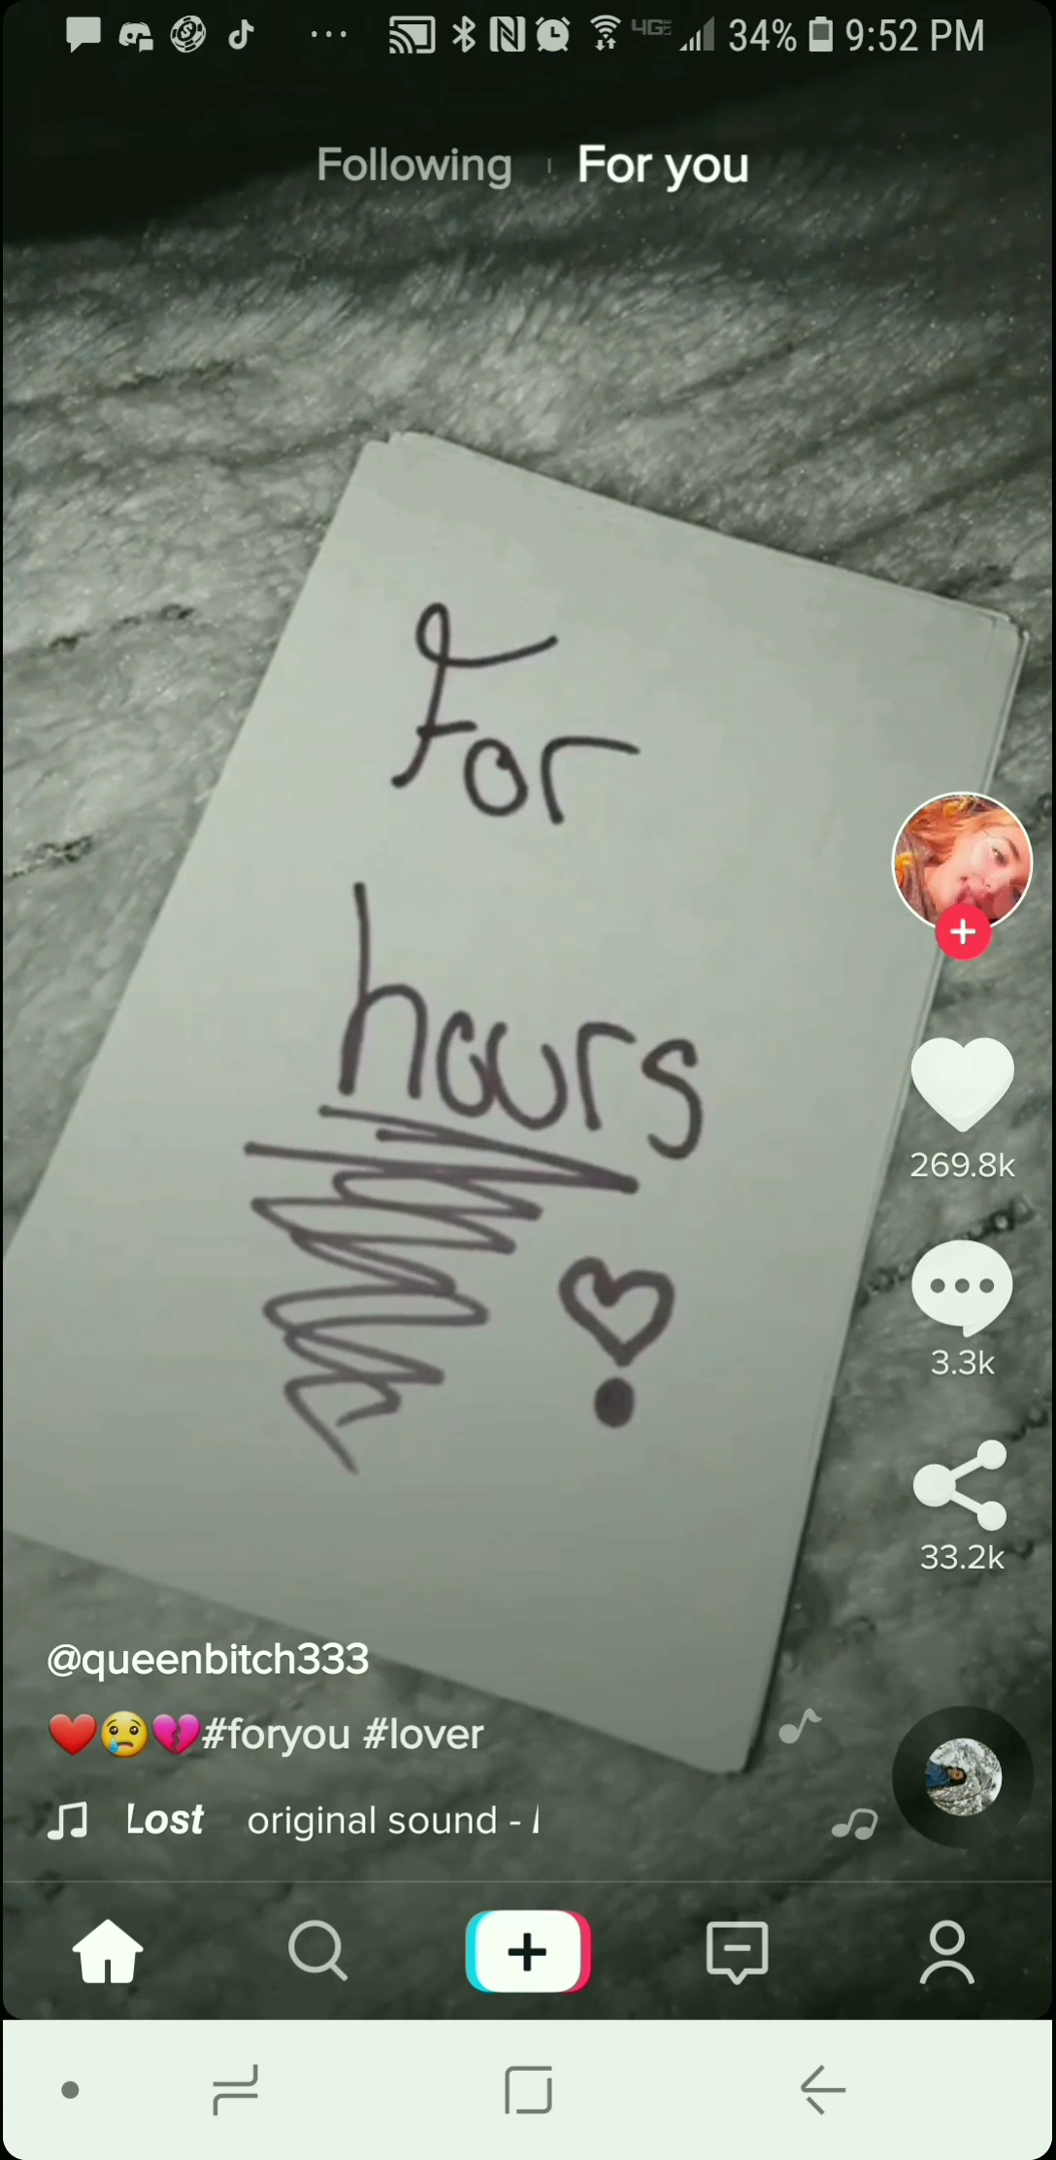 34% 9:52 PM
Following For you
For
hours
269.8k
3.3k
33.2k
@queenbitch333
❤️😢💔#foryou #lover
Lost original sound -